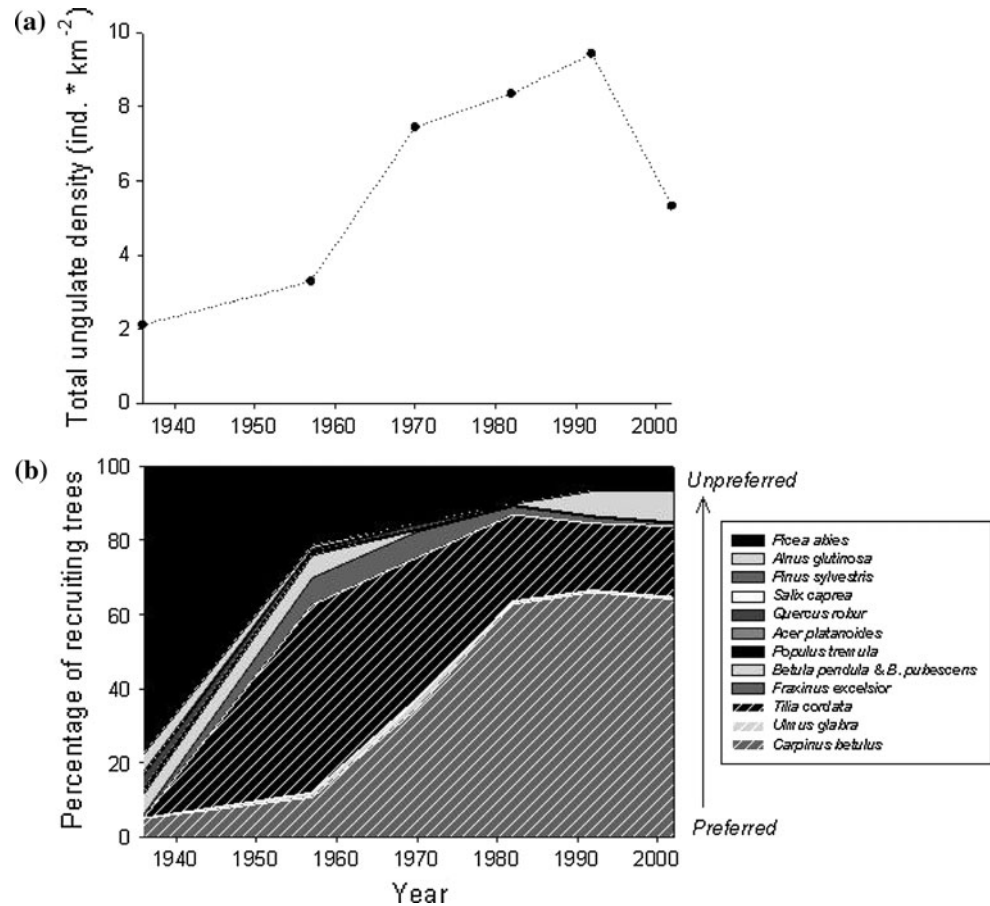 (a)
Total ungulate density (ind. * km-2)
10
8
6
4
2
0
1940 1950 1960 1970 1980 1990 2000
(b)
Percentage of recruiting trees
100
80
60
40
20
0
1940 1950 1960 1970 1980 1990 2000
Year
Unpreferred
Picea abies
Alnus glutinosa
Pinus sylvestris
Salix caprea
Quercus robur
Acer platanoides
Populus tremula
Betula pendula & B. pubescens
Fraxinus excelsior
Tilia cordata
Ulmus glabra
Carpinus betulus
Preferred